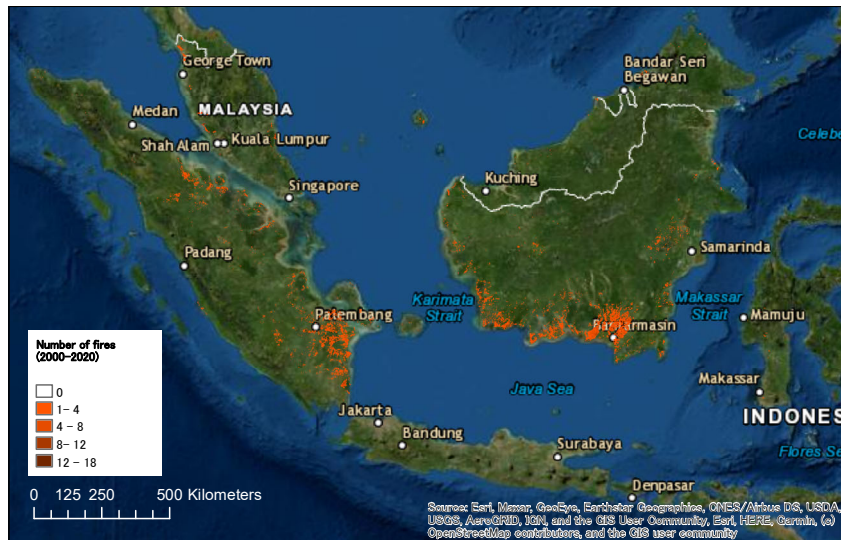 George Town
Bandar Seri
Begawan
Medan
MALAYSIA
Shah Alam
Kuala Lumpur
Celebe
Singapore
Kuching
Padang
Samarinda
Karimata
Strait
Makassar
Strait
Palembang
Banjarmasin
Mamuju
Number of fires
(2000-2020)
0
1- 4
4 - 8
8- 12
12 - 18
Java Sea
Makassar
Jakarta
INDONES
Bandung
Surabaya
Flores Se
Denpasar
0 125 250 500 Kilometers
Source: Esri, Maxar, GeoEye, Earthstar Geographics, CNES/Airbus DS, USDA,
USGS, AeroGRID, IGN, and the GIS User Community, Esri, HERE, Garmin, (c)
OpenStreetMap contributors, and the GIS user community